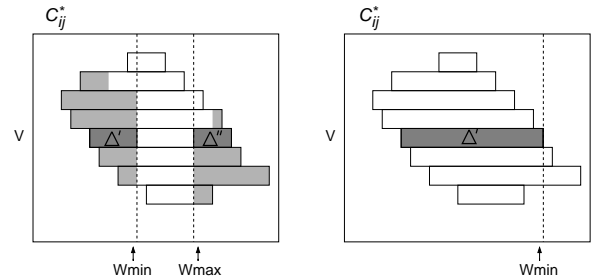 C*ij
C*ij
V
Δ' Δ''
V
Δ'
Wmin Wmax
Wmin